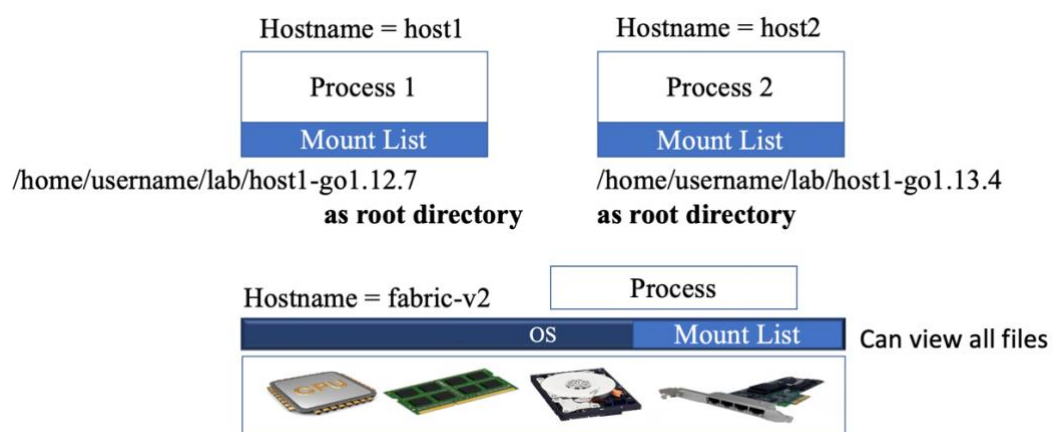 Hostname = host1
Hostname = host2
Process 1
Process 2
Mount List
Mount List
/home/username/lab/host1-go1.12.7
/home/username/lab/host1-go1.13.4
as root directory
as root directory
Process
Hostname = fabric-v2
OS
Mount List
Can view all files
CPU